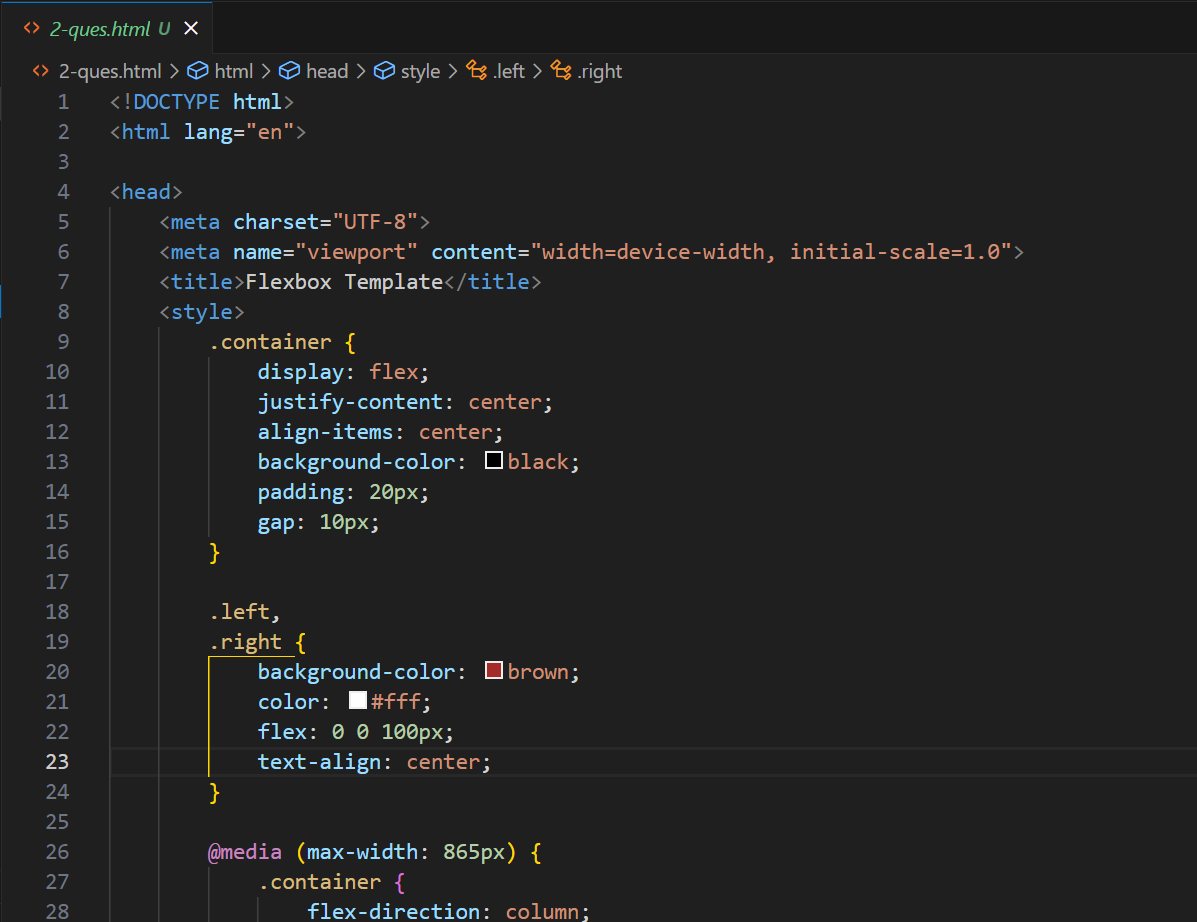 2-ques.html U
2-ques.html > html > head > style > .left > .right
1 <!DOCTYPE html>
2 <html lang="en">
3
4 <head>
5     <meta charset="UTF-8">
6     <meta name="viewport" content="width=device-width, initial-scale=1.0">
7     <title>Flexbox Template</title>
8     <style>
9         .container {
10             display: flex;
11             justify-content: center;
12             align-items: center;
13             background-color: black;
14             padding: 20px;
15             gap: 10px;
16         }
17
18         .left,
19         .right {
20             background-color: brown;
21             color: #fff;
22             flex: 0 0 100px;
23             text-align: center;
24         }
25
26         @media (max-width: 865px) {
27             .container {
28                 flex-direction: column;